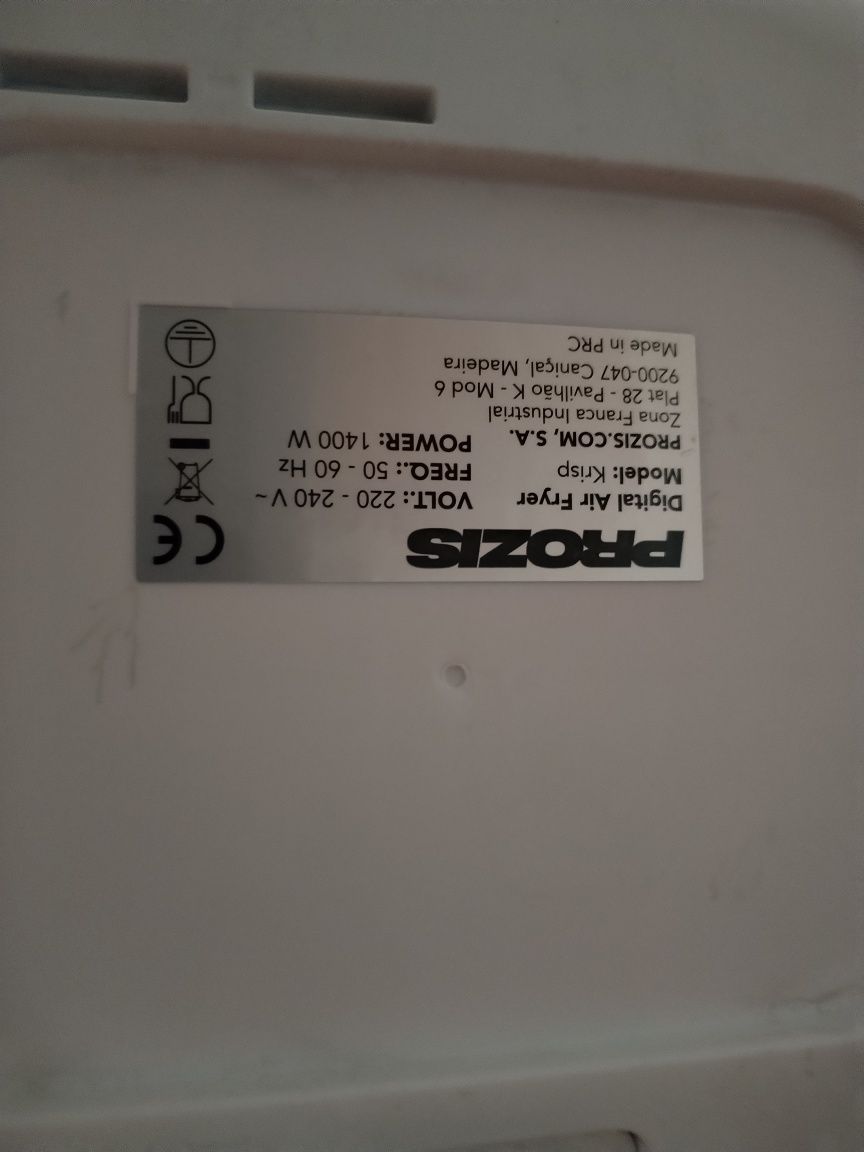 PROZIS
Digital Air Fryer
Model: Krisp
PROZIS.COM, S.A.
Zona Franca Industrial
Plat 28 - Pavilhão K - Mod 6
9200-047 Caniçal, Madeira
Made in PRC
VOLT.: 220 - 240 V~
FREQ.: 50 - 60 Hz
POWER: 1400 W
CE